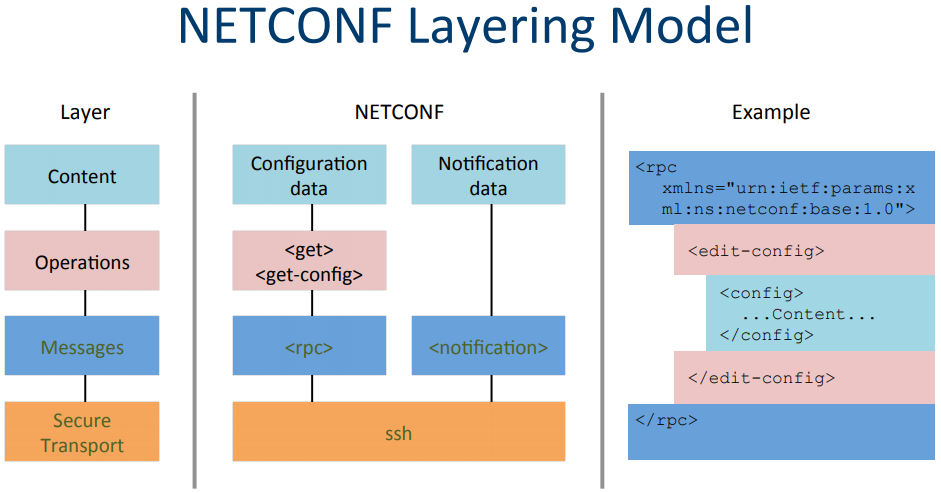 NETCONF Layering Model
Layer
Content
Operations
Messages
Secure
Transport
NETCONF
Configuration
data
Notification
data
<get>
<get-config>
<rpc>
<notification>
ssh
Example
<rpc
xmlns="urn:ietf:params:x
ml:ns:netconf:base:1.0">
<edit-config>
<config>
...Content...
</config>
</edit-config>
</rpc>